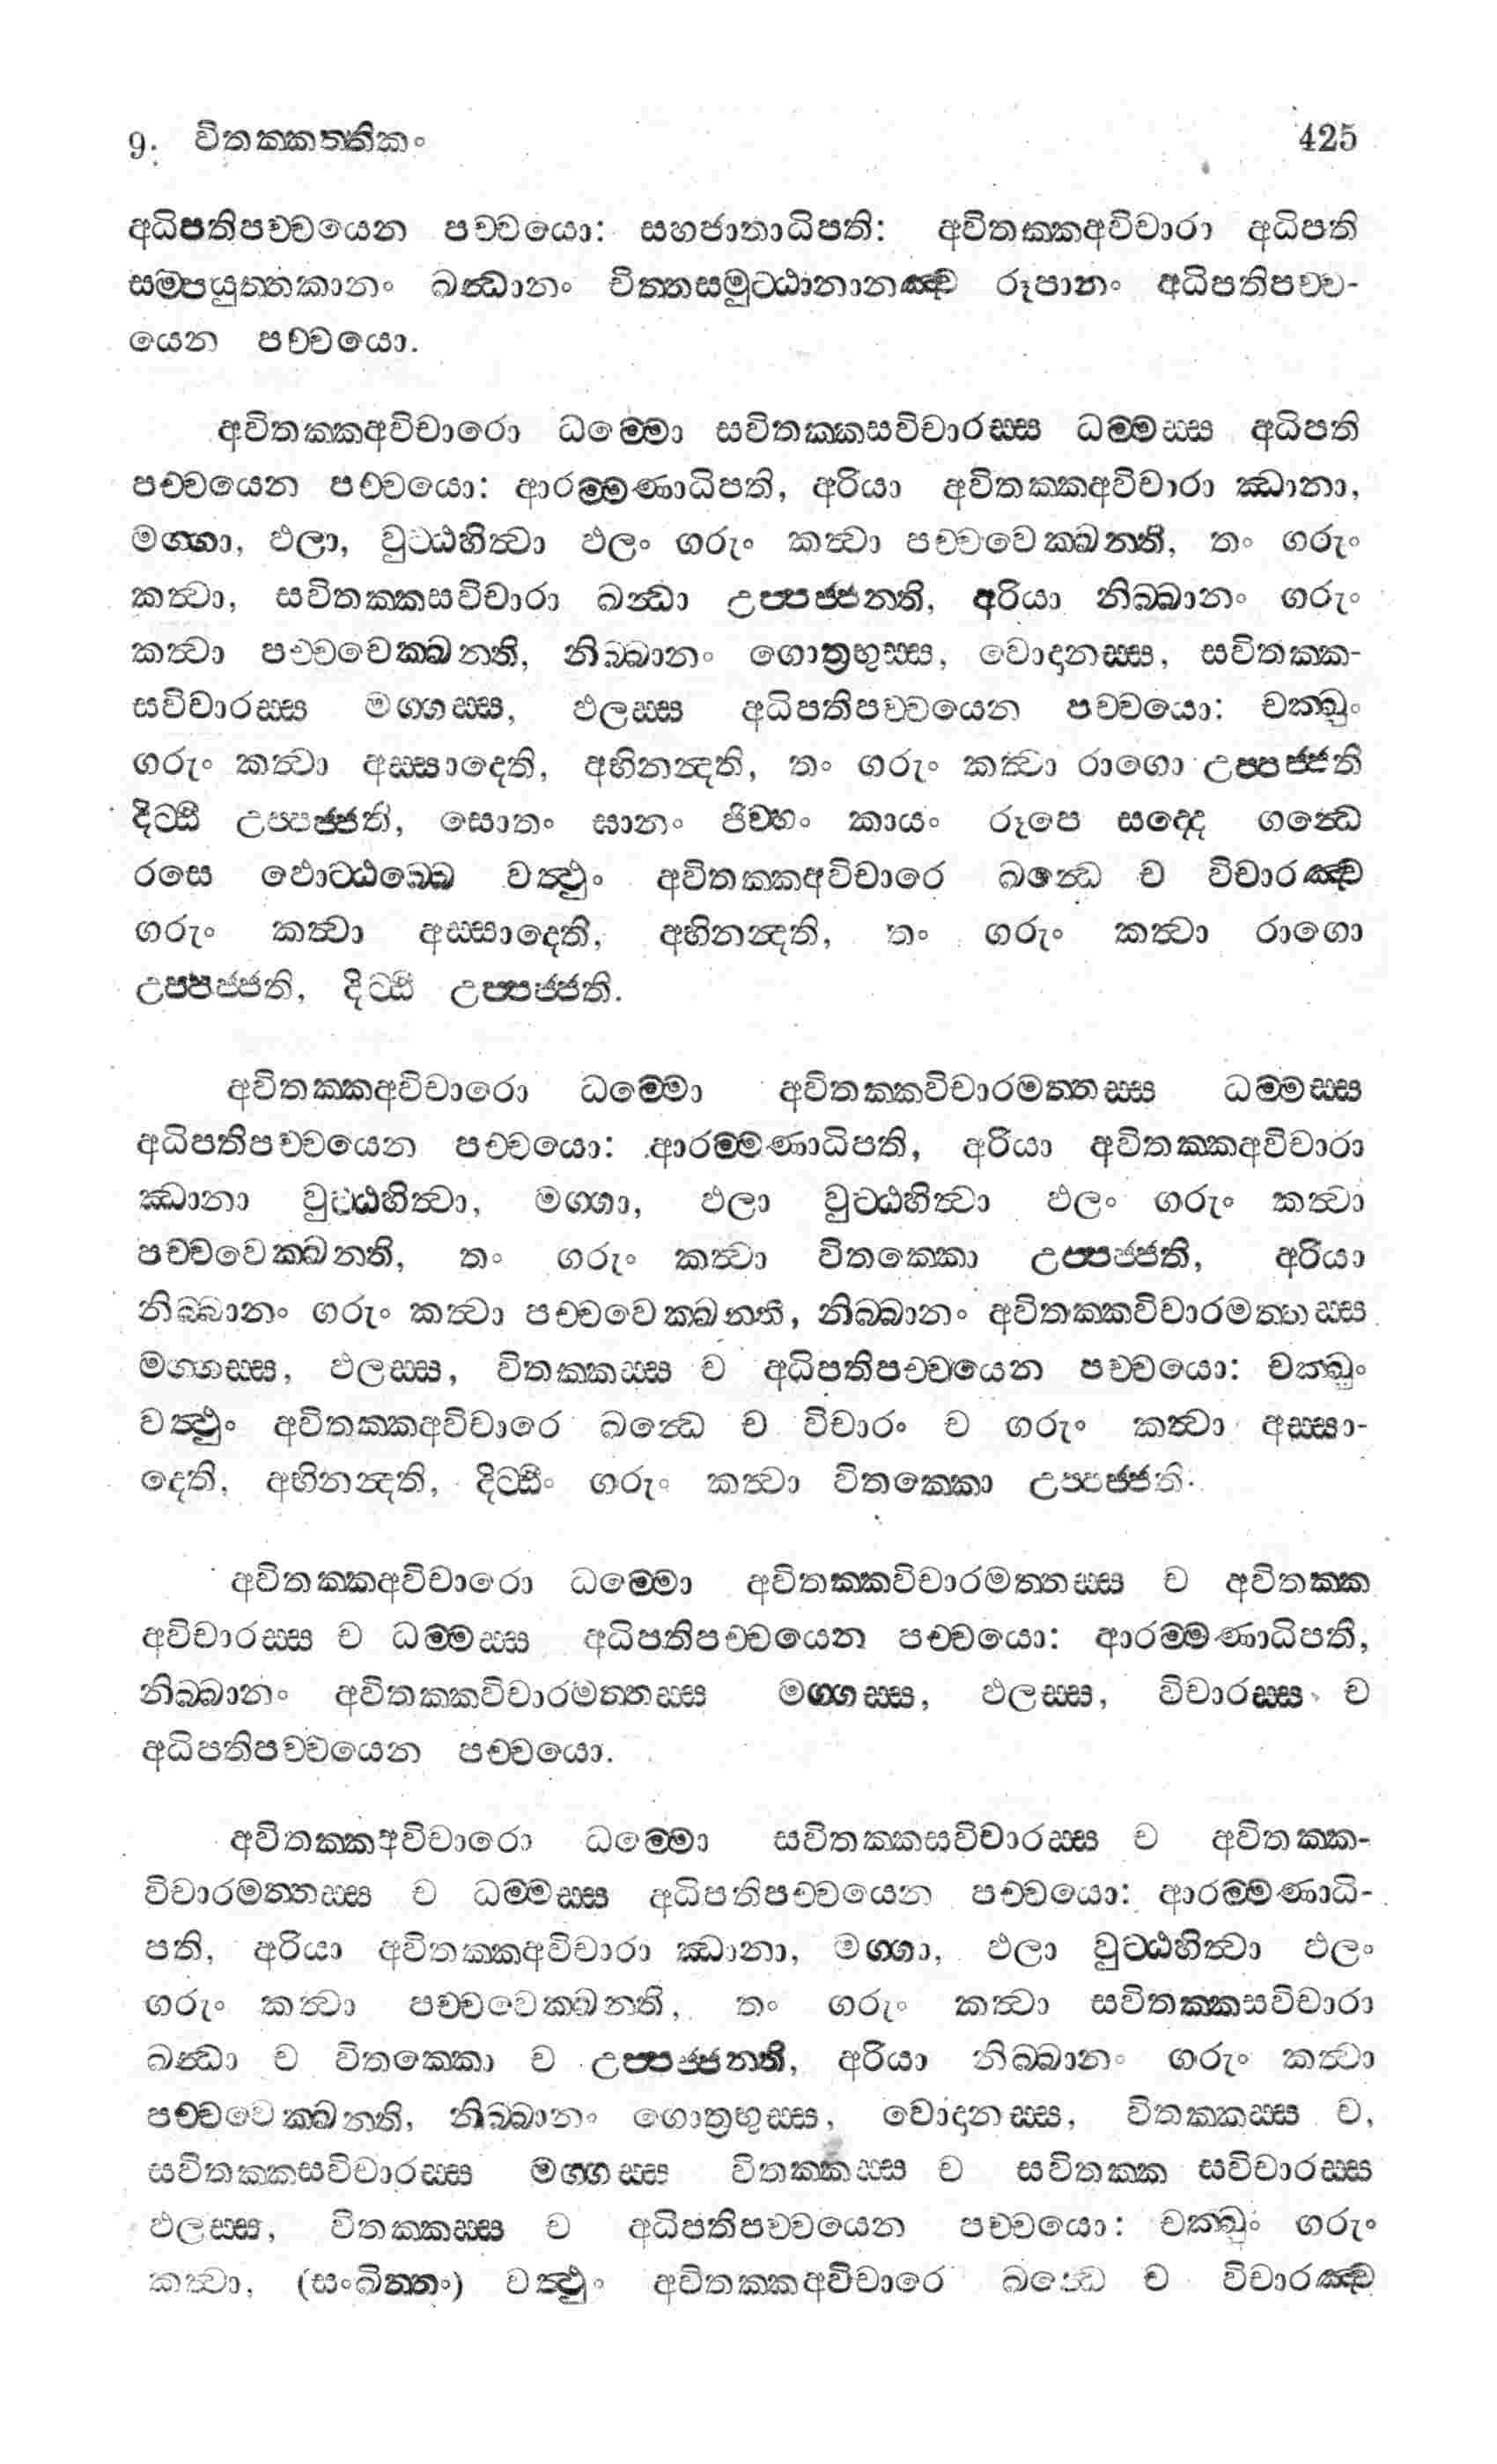 9. විතක‍්කත‍්තිකං 425
අධිපතිපච‍්චයෙන පච‍්චයො: සහජාතාධිපති: අවිතක‍්කඅවිචාරා අධිපති
සම‍්පයුත‍්තකානං ඛන්‍ධානං චිත‍්තසමුට‍්ඨානානඤ‍්ච රූපානං අධිපතිපච‍්ච-
යෙන පච‍්චයො.
අවිතක‍්කඅවිචාරො ධම‍්මො සවිතක‍්කසවිචාරස‍්ස ධම‍්මස‍්ස අධිපති
පච‍්චයෙන පච‍්චයො: ආරම‍්මණාධිපති, අරියා අවිතක‍්කඅවිචාරා ඣානා,
මග‍්ගා, ඵලා, වුට‍්ඨහිත්‍වා ඵලං ගරුං කත්‍වා පච‍්චවෙක‍්ඛන‍්ති, තං ගරුං
කත්‍වා, සවිතක‍්කසවිචාරා ඛන්‍ධා උප‍්පජ‍්ජන‍්ති, අරියා නිබ‍්බානං ගරුං
කත්‍වා පච‍්චවෙක‍්ඛන‍්ති, නිබ‍්බානං ගොත්‍රභුස‍්ස, වොදානස‍්ස, සවිතක‍්ක-
සවිචාරස‍්ස මග‍්ගස‍්ස, ඵලස‍්ස අධිපතිපච‍්චයෙන පච‍්චයො: චක‍්ඛුං
ගරුං කත්‍වා අස‍්සාදෙති, අභිනන්‍දති, තං ගරුං කත්‍වා රාගො උප‍්පජ‍්ජති
දිට‍්ඨි උප‍්පජ‍්ජති, සොතං ඝානං ජිව‍්හං කායං රූපෙ සද‍්දෙ ගන්‍ධෙ
රසෙ ඵොට‍්ඨබ‍්බෙ වත්‍ථුං අවිතක‍්කඅවිචාරෙ ඛන්‍ධෙ ච විචාරඤ‍්ච
ගරුං කත්‍වා අස‍්සාදෙති, අභිනන්‍දති, තං ගරුං කත්‍වා රාගො
උප‍්පජ‍්ජති, දිට‍්ඨි උප‍්පජ‍්ජති.
අවිතක‍්කඅවිචාරො ධම‍්මො අවිතක‍්කවිචාරමත‍්තස‍්ස ධම‍්මස‍්ස
අධිපතිපච‍්චයෙන පච‍්චයො: ආරම‍්මණාධිපති, අරියා අවිතක‍්කඅවිචාරා
ඣානා වුට‍්ඨහිත්‍වා, මග‍්ගා, ඵලා වුට‍්ඨහිත්‍වා ඵලං ගරුං කත්‍වා
පච‍්චවෙක‍්ඛන‍්ති, තං ගරුං කත්‍වා විතක‍්කො උප‍්පජ‍්ජති, අරියා
නිබ‍්බානං ගරුං කත්‍වා පච‍්චවෙක‍්ඛන‍්ති, නිබ‍්බානං අවිතක‍්කවිචාරමත‍්තස‍්ස
මග‍්ගස‍්ස, ඵලස‍්ස, විතක‍්කස‍්ස ච අධිපතිපච‍්චයෙන පච‍්චයො: චක‍්ඛුං
වත්‍ථුං අවිතක‍්කඅවිචාරෙ ඛන්‍ධෙ ච විචාරං ච ගරුං කත්‍වා අස‍්සා-
දෙති, අභිනන්‍දති, දිට‍්ඨිං ගරුං කත්‍වා විතක‍්කො උප‍්පජ‍්ජති.
අවිතක‍්කඅවිචාරො ධම‍්මො අවිතක‍්කවිචාරමත‍්තස‍්ස ච අවිතක‍්ක
අවිචාරස‍්ස ච ධම‍්මස‍්ස අධිපතිපච‍්චයෙන පච‍්චයො: ආරම‍්මණාධිපති,
නිබ‍්බානං අවිතක‍්කවිචාරමත‍්තස‍්ස මග‍්ගස‍්ස, ඵලස‍්ස, විචාරස‍්ස ච
අධිපතිපච‍්චයෙන පච‍්චයො.
අවිතක‍්කඅවිචාරො ධම‍්මො සවිතක‍්කසවිචාරස‍්ස ච අවිතක‍්ක-
විචාරමත‍්තස‍්ස ච ධම‍්මස‍්ස අධිපතිපච‍්චයෙන පච‍්චයො: ආරම‍්මණාධි-
පති, අරියා අවිතක‍්කඅවිචාරා ඣානා, මග‍්ගා, ඵලා වුට‍්ඨහිත්‍වා ඵලං
ගරුං කත්‍වා පච‍්චවෙක‍්ඛන‍්ති, තං ගරුං කත්‍වා සවිතක‍්කසවිචාරා
ඛන්‍ධා ච විතක‍්කො ච උප‍්පජ‍්ජන‍්ති, අරියා නිබ‍්බානං ගරුං කත්‍වා
පච‍්චවෙක‍්ඛන‍්ති, නිබ‍්බානං ගොත්‍රභුස‍්ස, වොදානස‍්ස, විතක‍්කස‍්ස ච,
සවිතක‍්කසවිචාරස‍්ස මග‍්ගස‍්ස විතක‍්කස‍්ස ච සවිතක‍්ක සවිචාරස‍්ස
ඵලස‍්ස, විතක‍්කස‍්ස ච අධිපතිපච‍්චයෙන පච‍්චයො: චක‍්ඛුං ගරුං
කත්‍වා, (සංඛිත‍්තං) වත්‍ථුං අවිතක‍්කඅවිචාරෙ ඛන්‍ධෙ ච විචාරඤ‍්ච